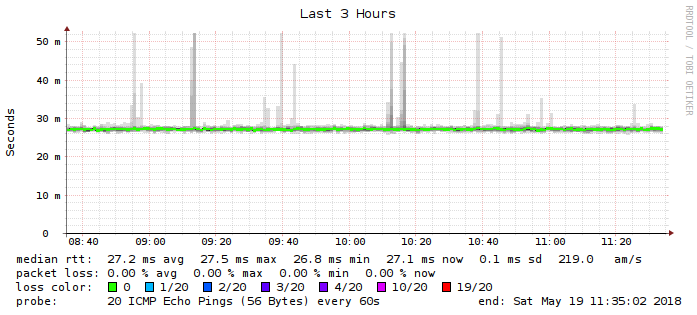 Last 3 Hours
RRDTOOL / TOBI OETIKER
Seconds
50 m
40 m
30 m
20 m
10 m
0
08:40 09:00 09:20 09:40 10:00 10:20 10:40 11:00 11:20
median rtt: 27.2 ms avg 27.5 ms max 26.8 ms min 27.1 ms now 0.1 ms sd 219.0 am/s
packet loss: 0.00 % avg 0.00 % max 0.00 % min 0.00 % now
loss color: 0 1/20 2/20 3/20 4/20 10/20 19/20
probe: 20 ICMP Echo Pings (56 Bytes) every 60s end: Sat May 19 11:35:02 2018